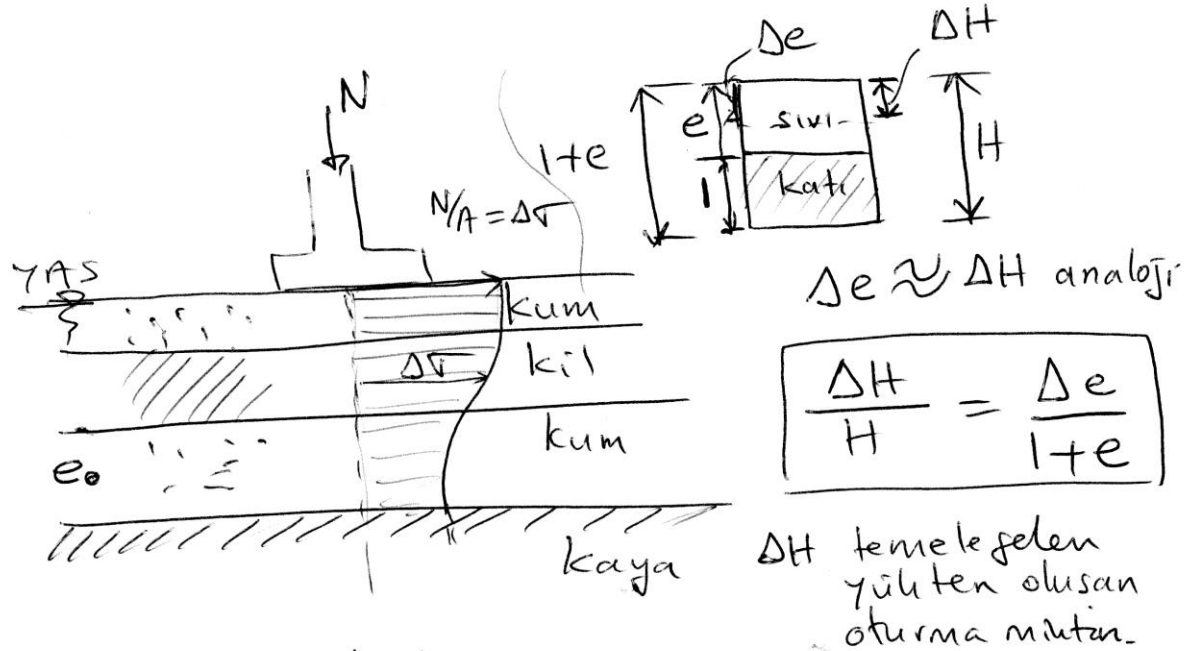 N
N/A = Δσ
YAS
kum
Δσ
kil
kum
e₀
kaya
Δe
ΔH
1+e
e
sıvı
1
katı
H
Δe ≈ ΔH analoji
ΔH / H = Δe / 1+e
ΔH temele gelen
yükten oluşan
oturma miktarı